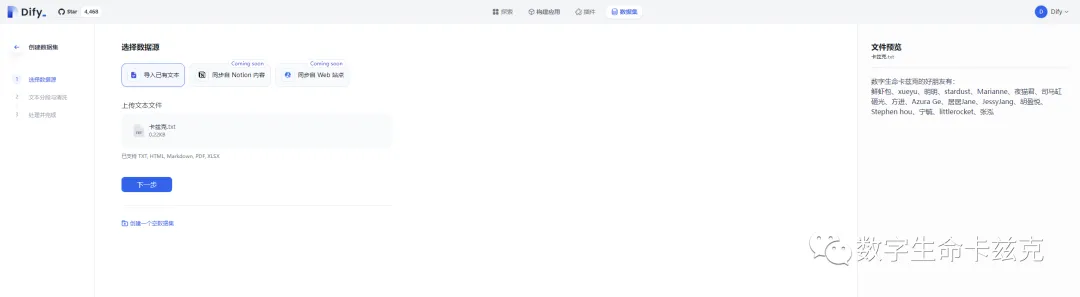 Dify_
Star 4,468
探索
构建应用
插件
数据集
D Dify
创建数据集
1 选择数据源
2 文本分段与清洗
3 处理并完成
选择数据源
导入已有文本
Coming soon
同步自 Notion 内容
Coming soon
同步自 Web 站点
上传文本文件
卡兹克.txt
0.22KB
已支持 TXT, HTML, Markdown, PDF, XLSX
下一步
创建一个空数据集
文件预览
卡兹克.txt
数字生命卡兹克的好朋友有：
鲜虾包、xueyu、明明、stardust、Marianne、夜猫君、司马缸
砸光、方进、Azura Ge、居居Jane、JessyJang、胡盈悦、
Stephen hou、宁毓、littlerocket、张泓
数字生命卡兹克